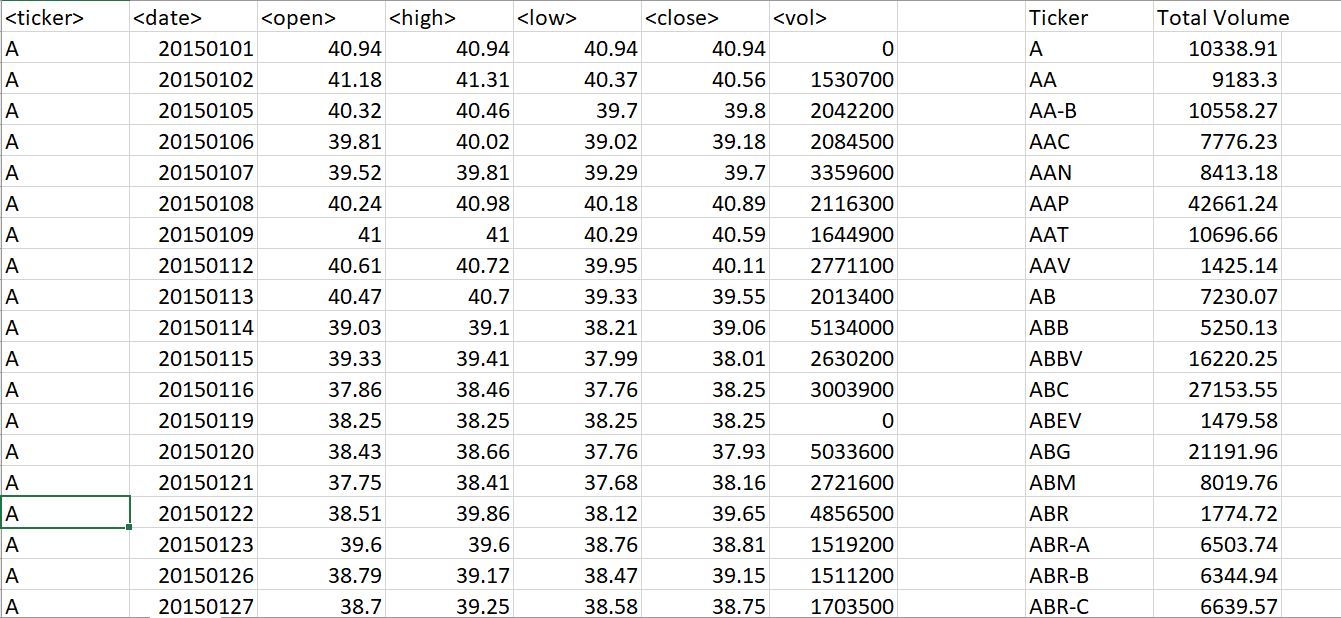 <ticker> <date> <open> <high> <low> <close> <vol> Ticker Total Volume
A 20150101 40.94 40.94 40.94 40.94 0 A 10338.91
A 20150102 41.18 41.31 40.37 40.56 1530700 AA 9183.3
A 20150105 40.32 40.46 39.7 39.8 2042200 AA-B 10558.27
A 20150106 39.81 40.02 39.02 39.18 2084500 AAC 7776.23
A 20150107 39.52 39.81 39.29 39.7 3359600 AAN 8413.18
A 20150108 40.24 40.98 40.18 40.89 2116300 AAP 42661.24
A 20150109 41 41 40.29 40.59 1644900 AAT 10696.66
A 20150112 40.61 40.72 39.95 40.11 2771100 AAV 1425.14
A 20150113 40.47 40.7 39.33 39.55 2013400 AB 7230.07
A 20150114 39.03 39.1 38.21 39.06 5134000 ABB 5250.13
A 20150115 39.33 39.41 37.99 38.01 2630200 ABBV 16220.25
A 20150116 37.86 38.46 37.76 38.25 3003900 ABC 27153.55
A 20150119 38.25 38.25 38.25 38.25 0 ABEV 1479.58
A 20150120 38.43 38.66 37.76 37.93 5033600 ABG 21191.96
A 20150121 37.75 38.41 37.68 38.16 2721600 ABM 8019.76
A 20150122 38.51 39.86 38.12 39.65 4856500 ABR 1774.72
A 20150123 39.6 39.6 38.76 38.81 1519200 ABR-A 6503.74
A 20150126 38.79 39.17 38.47 39.15 1511200 ABR-B 6344.94
A 20150127 38.7 39.25 38.58 38.75 1703500 ABR-C 6639.57